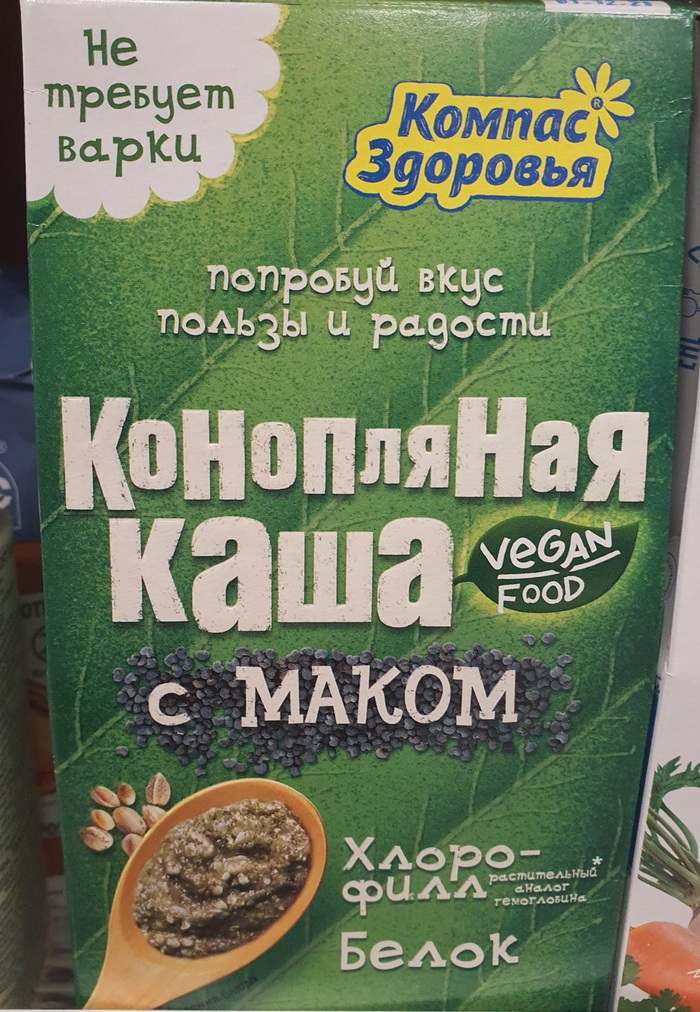 Не
требует
варки
Компас®
Здоровья
попробуй вкус
пользы и радости
Конопляная
каша
VEGAN
FOOD
с МАКОМ
Хлоро-
филл растительный*
аналог
гемоглобина
Белок